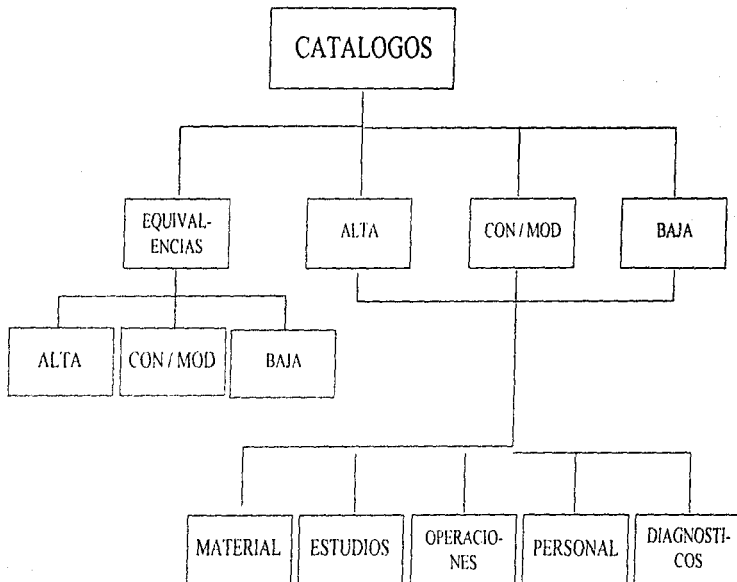 CATALOGOS
EQUIVAL-
ENCIAS
ALTA
CON / MOD
BAJA
ALTA
CON / MOD
BAJA
MATERIAL
ESTUDIOS
OPERACIO-
NES
PERSONAL
DIAGNOSTI-
COS